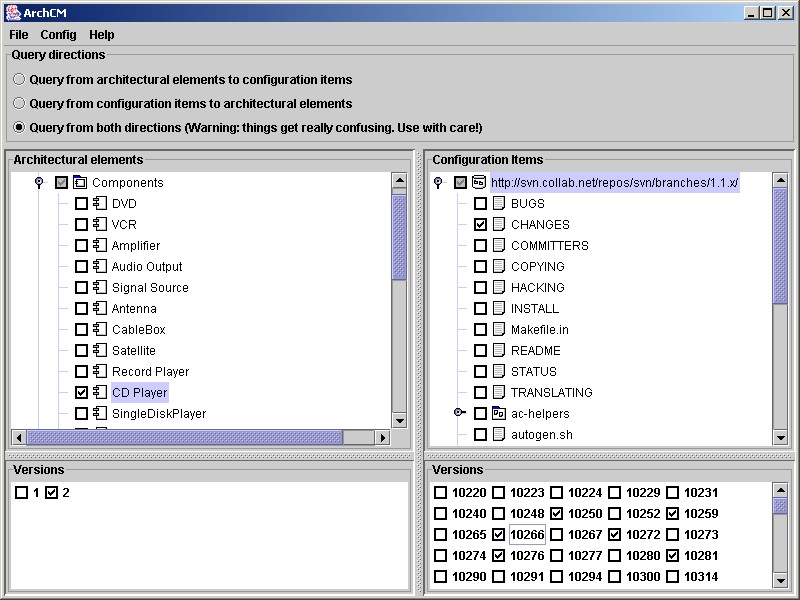 ArchCM
File Config Help
Query directions
Query from architectural elements to configuration items
Query from configuration items to architectural elements
Query from both directions (Warning: things get really confusing. Use with care!)
Architectural elements
Components
DVD
VCR
Amplifier
Audio Output
Signal Source
Antenna
CableBox
Satellite
Record Player
CD Player
SingleDiskPlayer
Configuration Items
http://svn.collab.net/repos/svn/branches/1.1.x/
BUGS
CHANGES
COMMITTERS
COPYING
HACKING
INSTALL
Makefile.in
README
STATUS
TRANSLATING
ac-helpers
autogen.sh
Versions
1 2
Versions
10220 10223 10224 10229 10231
10240 10248 10250 10252 10259
10265 10266 10267 10272 10273
10274 10276 10277 10280 10281
10290 10291 10294 10300 10314